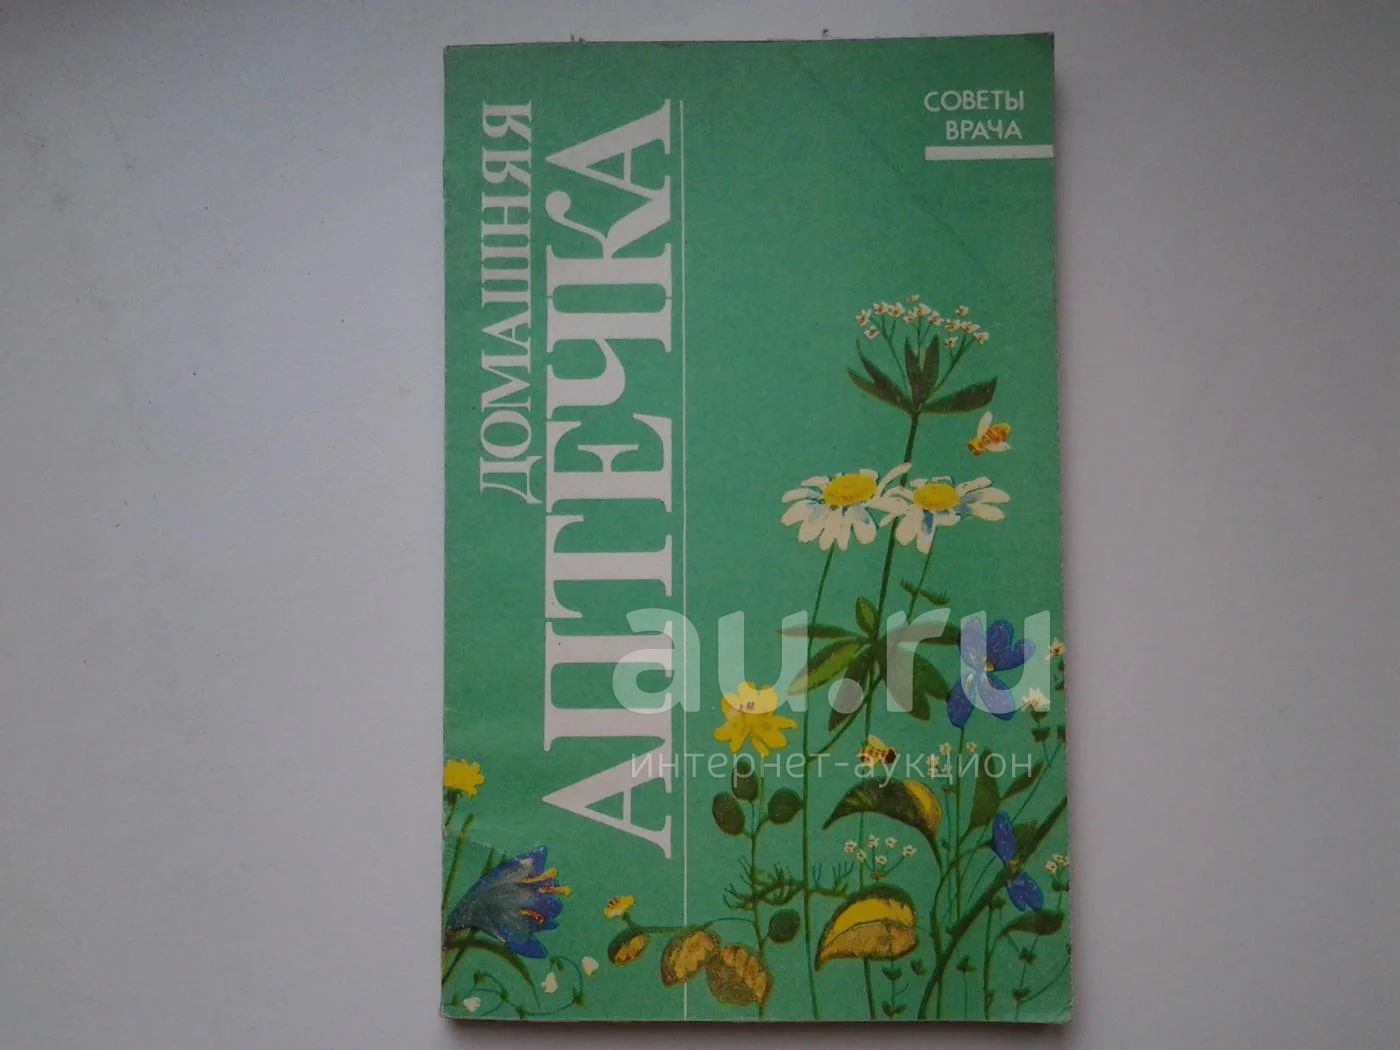 СОВЕТЫ
ВРАЧА
ДОМАШНЯЯ
АПТЕЧКА
au.ru
интернет-аукцион